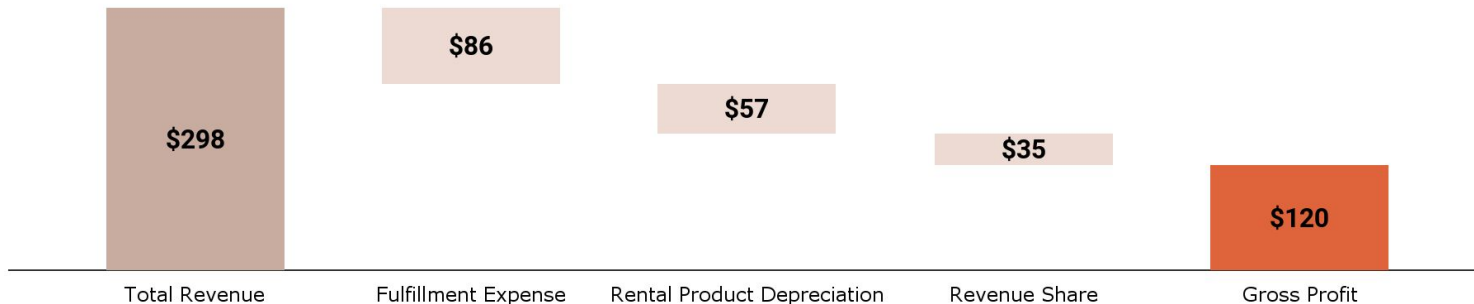 $298
$86
$57
$35
$120
Total Revenue
Fulfillment Expense
Rental Product Depreciation
Revenue Share
Gross Profit